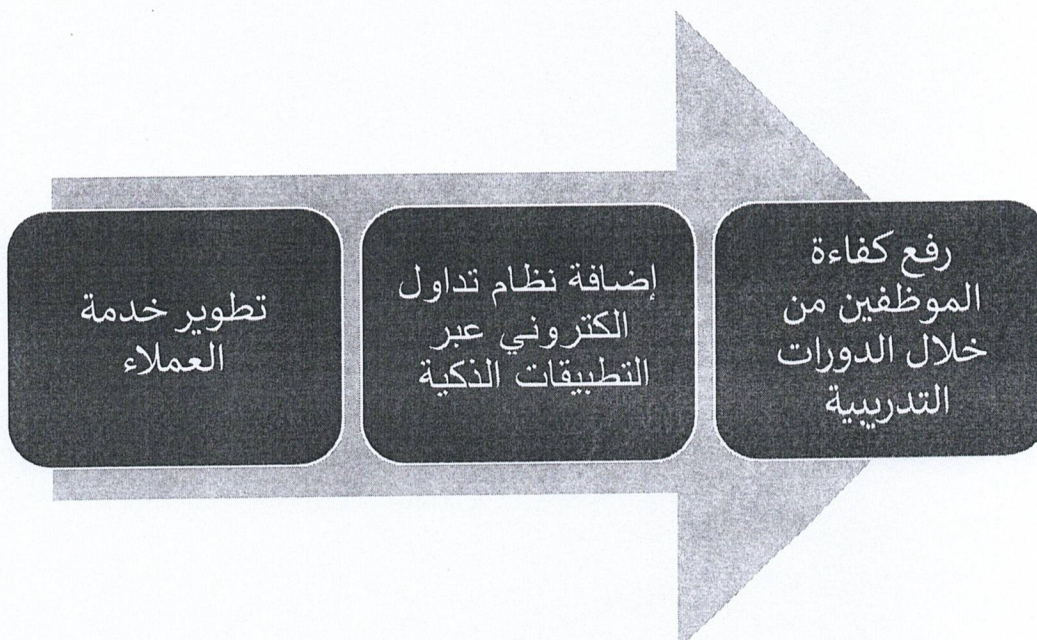 رفع كفاءة
الموظفين من
خلال الدورات
التدريبية
إضافة نظام تداول
الكتروني عبر
التطبيقات الذكية
تطوير خدمة
العملاء